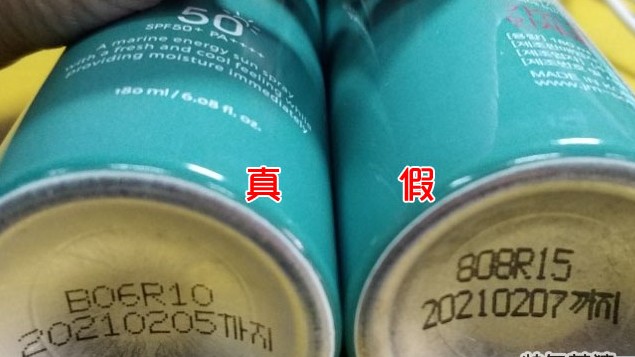 50
SPF50+ PA++++
A marine energy sun spray
with a fresh and cool feeling while
providing moisture immediately
180 ml / 6.08 fl. oz.
MADE IN
真
假
B06R10
20210205까지
808R15
20210207까지